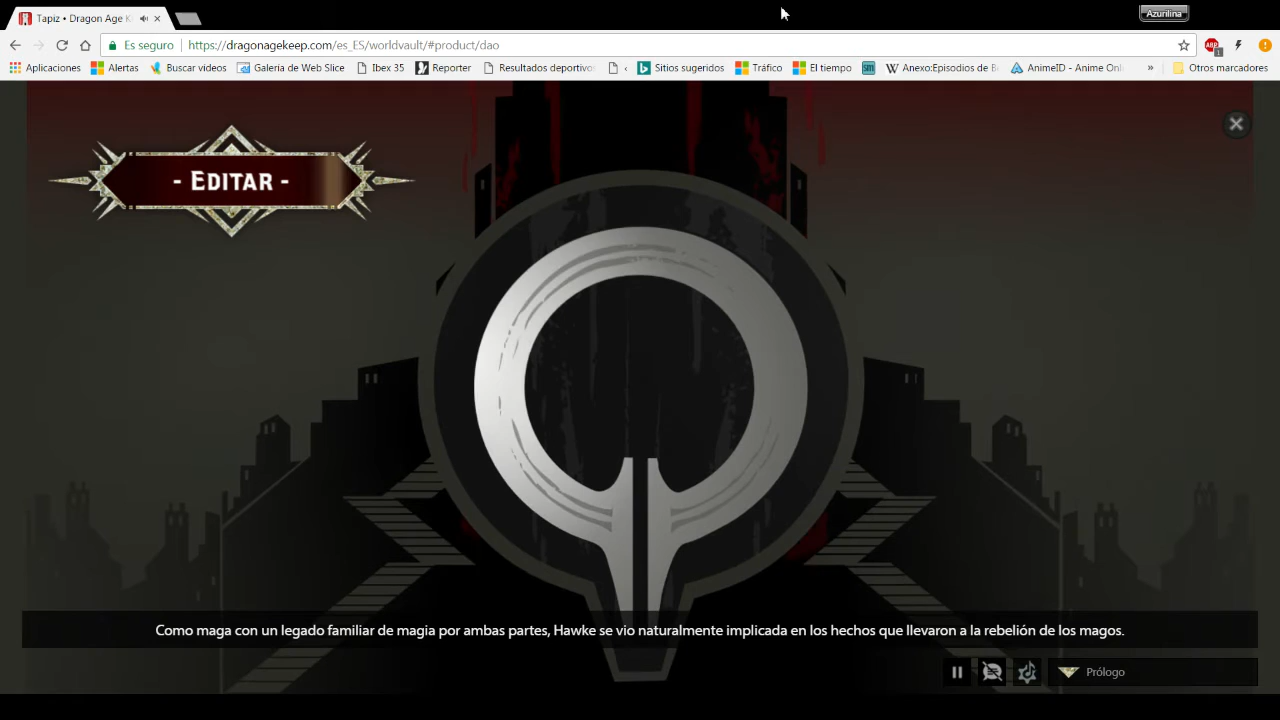 Tapiz • Dragon Age K
Azurilina
Es seguro
https://dragonagekeep.com/es_ES/worldvault/#product/dao
ABP
1
Aplicaciones
Alertas
Buscar videos
Galeria de Web Slice
Ibex 35
Reporter
Resultados deportivo
Sitios sugeridos
Tráfico
El tiempo
W Anexo:Episodios de B
AnimeID - Anime Onl
»
Otros marcadores
- EDITAR -
Como maga con un legado familiar de magia por ambas partes, Hawke se vio naturalmente implicada en los hechos que llevaron a la rebelión de los magos.
Prólogo